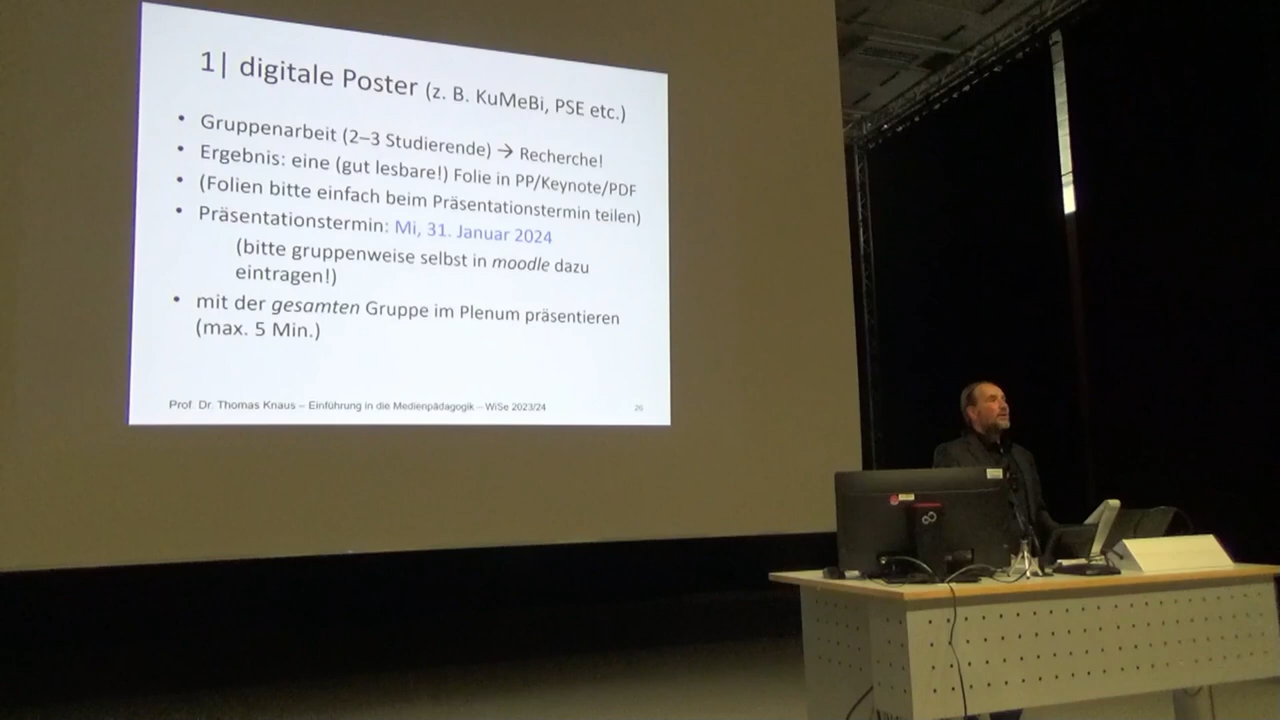 1| digitale Poster (z. B. KuMeBi, PSE etc.)
• Gruppenarbeit (2–3 Studierende) → Recherche!
• Ergebnis: eine (gut lesbare!) Folie in PP/Keynote/PDF
• (Folien bitte einfach beim Präsentationstermin teilen)
• Präsentationstermin: Mi, 31. Januar 2024
(bitte gruppenweise selbst in moodle dazu
eintragen!)
• mit der gesamten Gruppe im Plenum präsentieren
(max. 5 Min.)
Prof. Dr. Thomas Knaus – Einführung in die Medienpädagogik – WiSe 2023/24
26